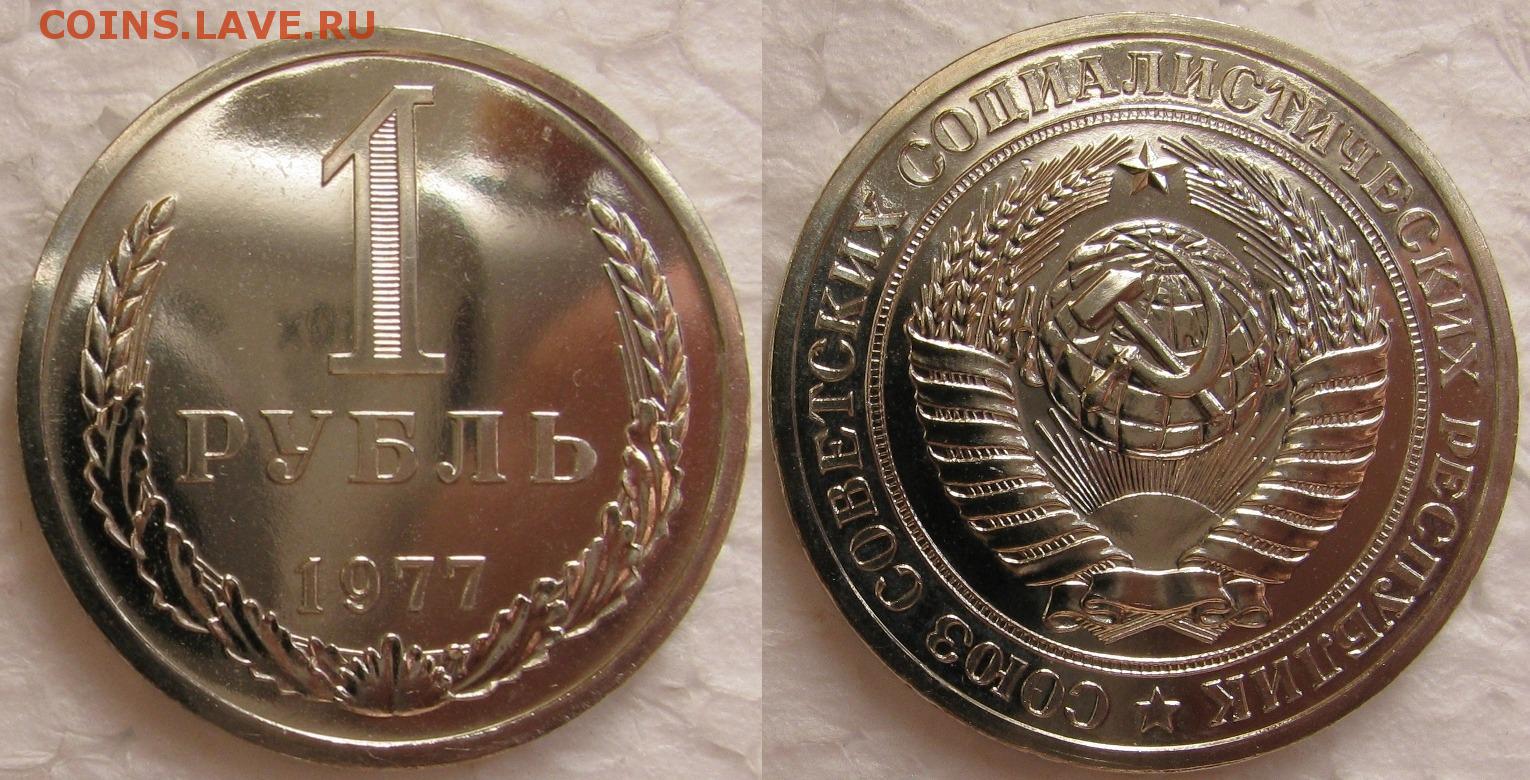 COINS.LAVE.RU
1
РУБЛЬ
1977
СОЮЗ СОВЕТСКИХ СОЦИАЛИСТИЧЕСКИХ РЕСПУБЛИК